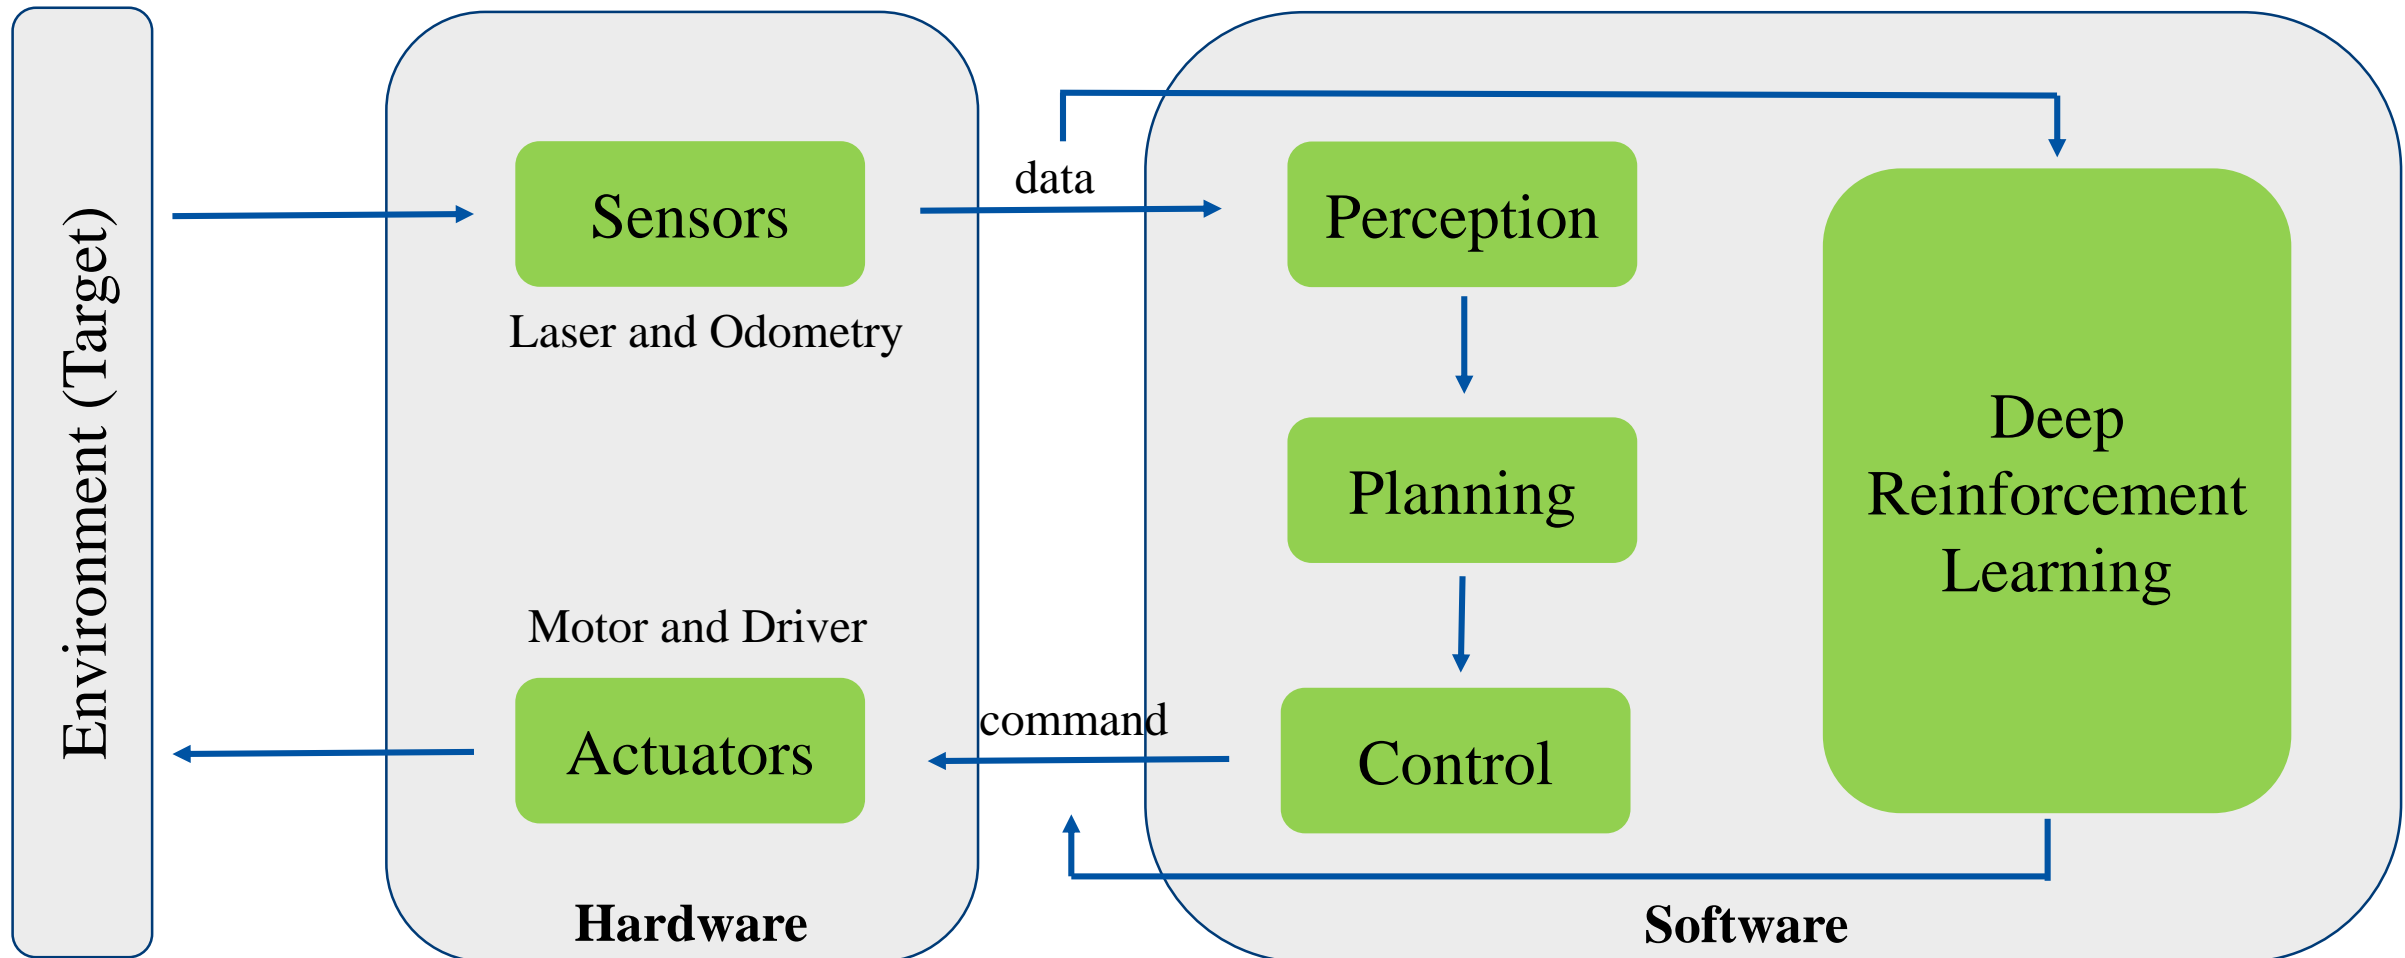 Environment (Target)
Sensors
Laser and Odometry
Motor and Driver
Actuators
Hardware
data
command
Perception
Planning
Control
Deep
Reinforcement
Learning
Software